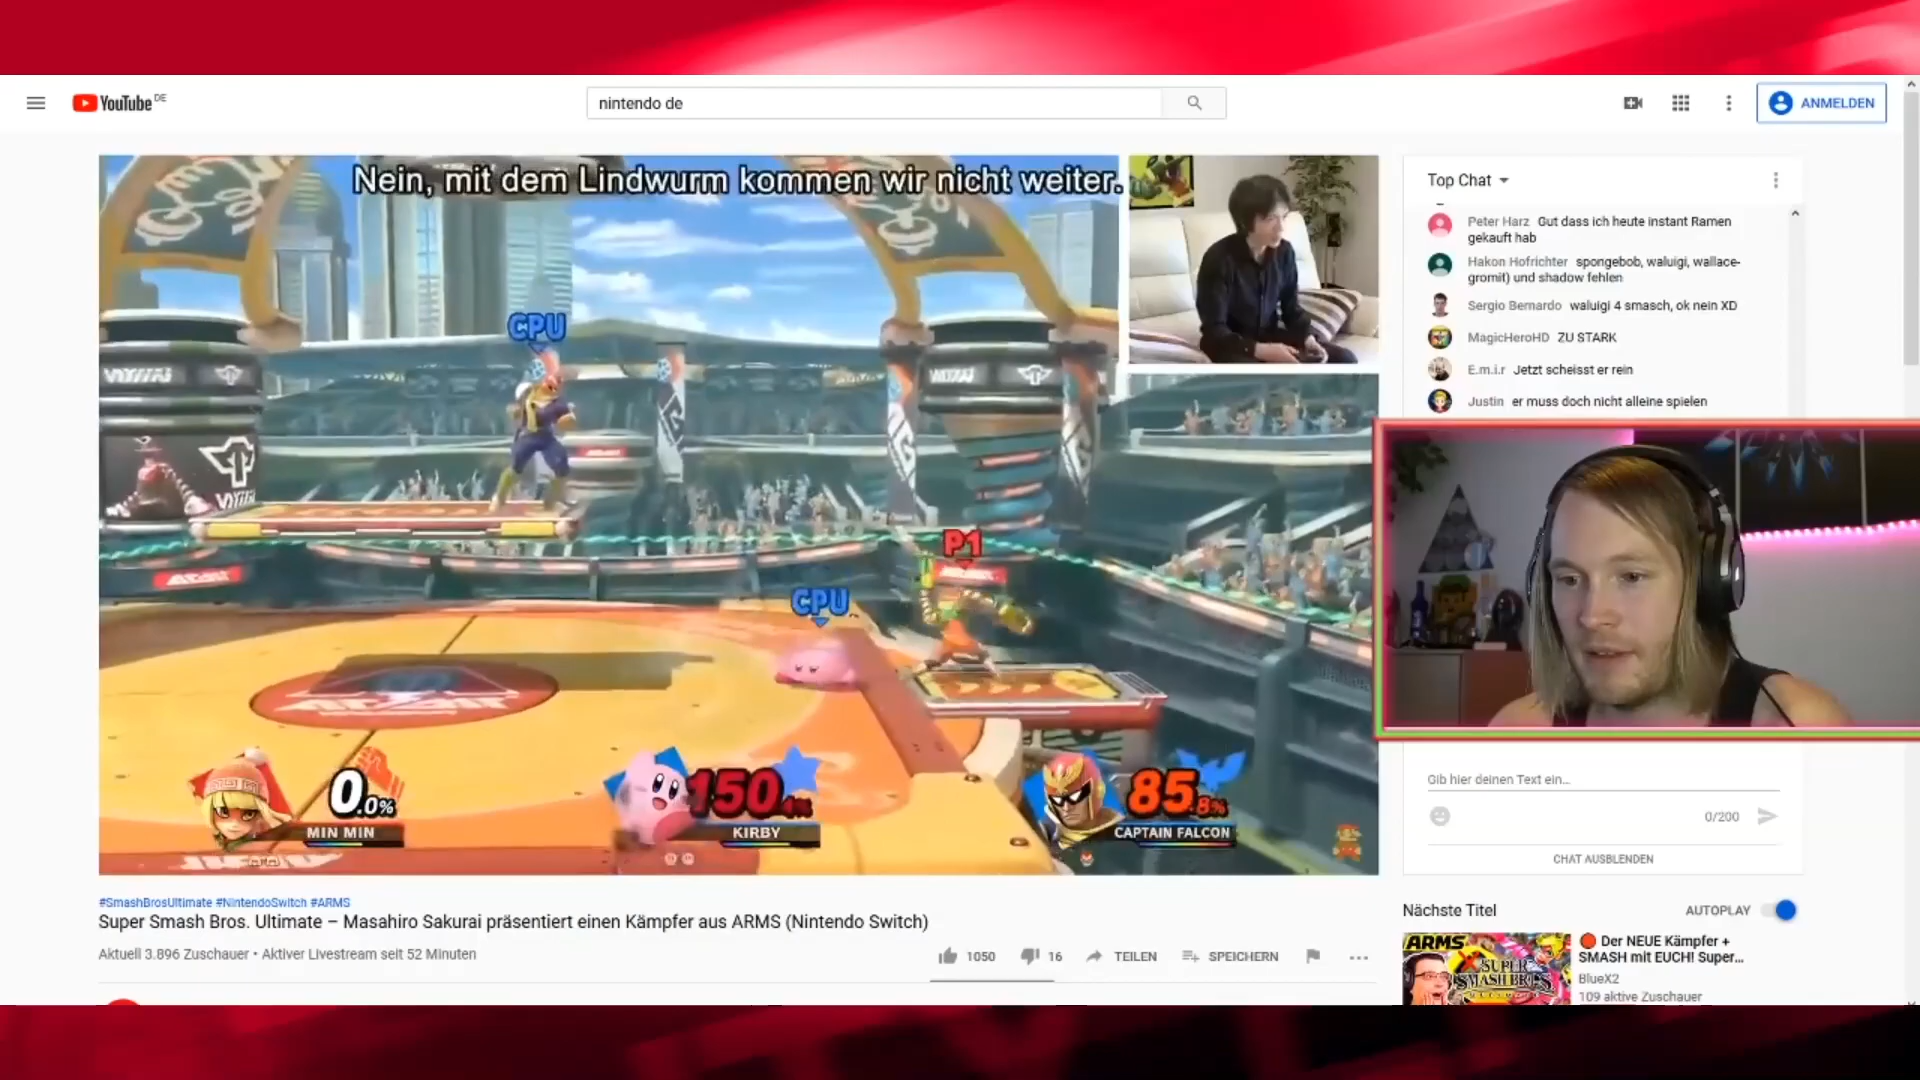 YouTube DE
nintendo de
ANMELDEN
Nein, mit dem Lindwurm kommen wir nicht weiter.
CPU
P1
CPU
0.0%
MIN MIN
150
KIRBY
85.8%
CAPTAIN FALCON
Top Chat
Peter Harz Gut dass ich heute instant Ramen
gekauft hab
Hakon Hofrichter spongebob, waluigi, wallace-
gromit) und shadow fehlen
Sergio Bernardo waluigi 4 smasch, ok nein XD
MagicHeroHD ZU STARK
E.m.i.r Jetzt scheisst er rein
Justin er muss doch nicht alleine spielen
Gib hier deinen Text ein...
0/200
CHAT AUSBLENDEN
#SmashBrosUltimate #NintendoSwitch #ARMS
Super Smash Bros. Ultimate – Masahiro Sakurai präsentiert einen Kämpfer aus ARMS (Nintendo Switch)
Aktuell 3.896 Zuschauer • Aktiver Livestream seit 52 Minuten
1050
16
TEILEN
SPEICHERN
Nächste Titel
AUTOPLAY
ARMS
SUPER
SMASH BROS.
Der NEUE Kämpfer +
SMASH mit EUCH! Super...
BlueX2
109 aktive Zuschauer